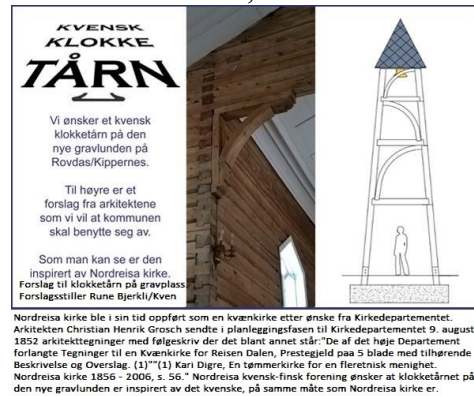 KVENSK
KLOKKE
TÅRN
Vi ønsker et kvensk
klokketårn på den
nye gravlunden på
Rovdas/Kippernes.
Til høyre er et
forslag fra arkitektene
som vi vil at kommunen
skal benytte seg av.
Som man kan se er den
inspirert av Nordreisa kirke.
Forslag til klokketårn på gravplass.
Forslagsstiller Rune Bjerkli/Kven
Nordreisa kirke ble i sin tid oppført som en kvænkirke etter ønske fra Kirkedepartementet.
Arkitekten Christian Henrik Grosch sendte i planleggingsfasen til Kirkedepartementet 9. august
1852 arkitekttegninger med følgeskriv der det blant annet står:"De af det høje Departement
forlangte Tegninger til en Kvænkirke for Reisen Dalen, Prestegjeld paa 5 blade med tilhørende
Beskrivelse og Overslag. (1)""(1) Kari Digre, En tømmerkirke for en fleretnisk menighet.
Nordreisa kirke 1856 - 2006, s. 56." Nordreisa kvensk-finsk forening ønsker at klokketårnet på
den nye gravlunden er inspirert av det kvenske, på samme måte som Nordreisa kirke er.